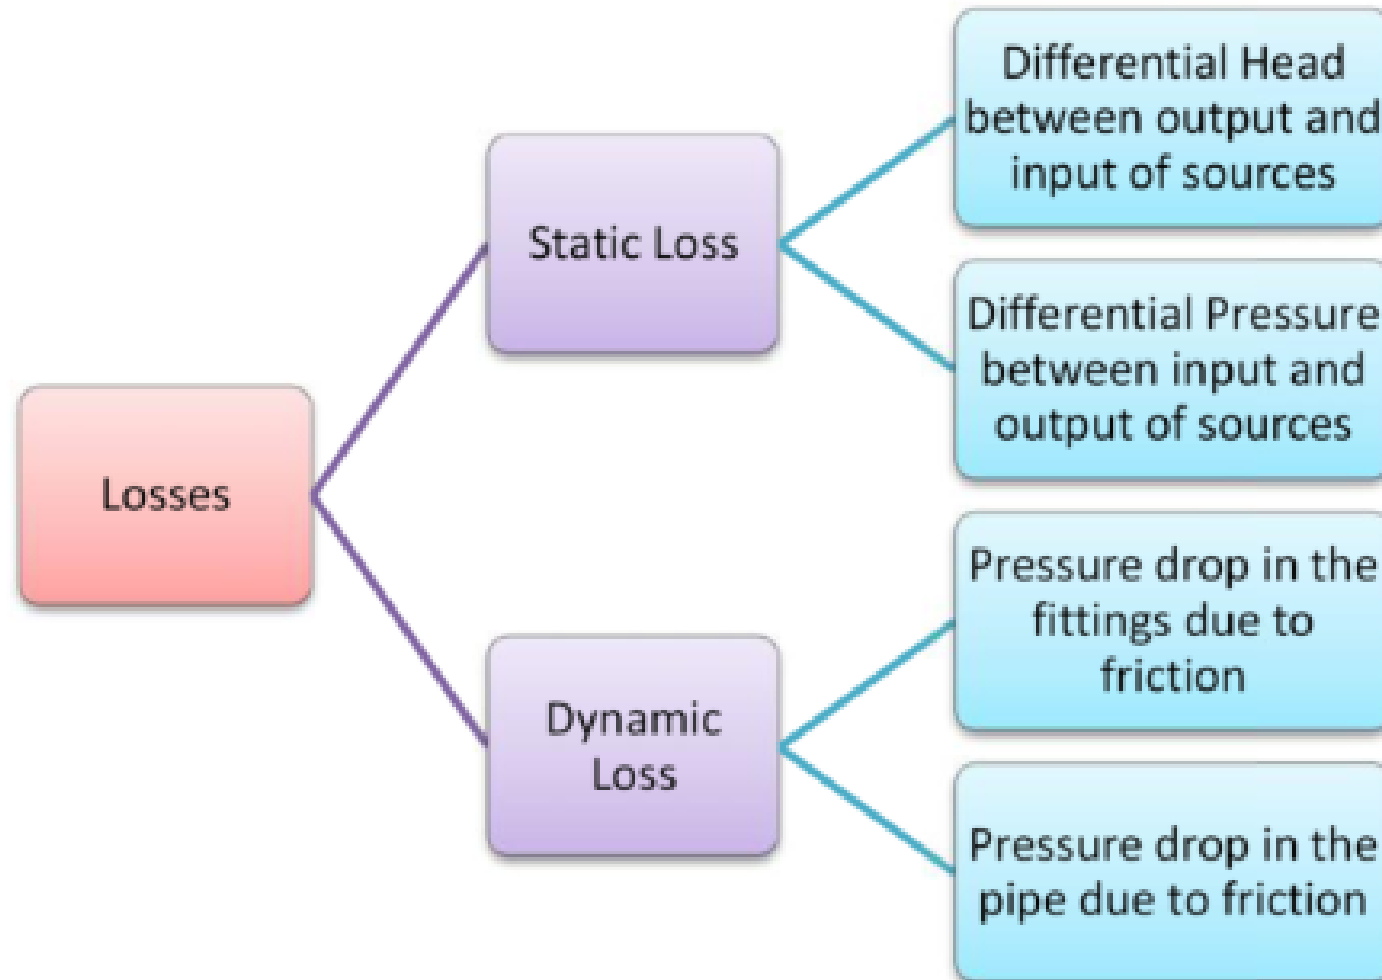 Differential Head
between output and
input of sources
Static Loss
Differential Pressure
between input and
output of sources
Losses
Pressure drop in the
fittings due to
friction
Dynamic
Loss
Pressure drop in the
pipe due to friction